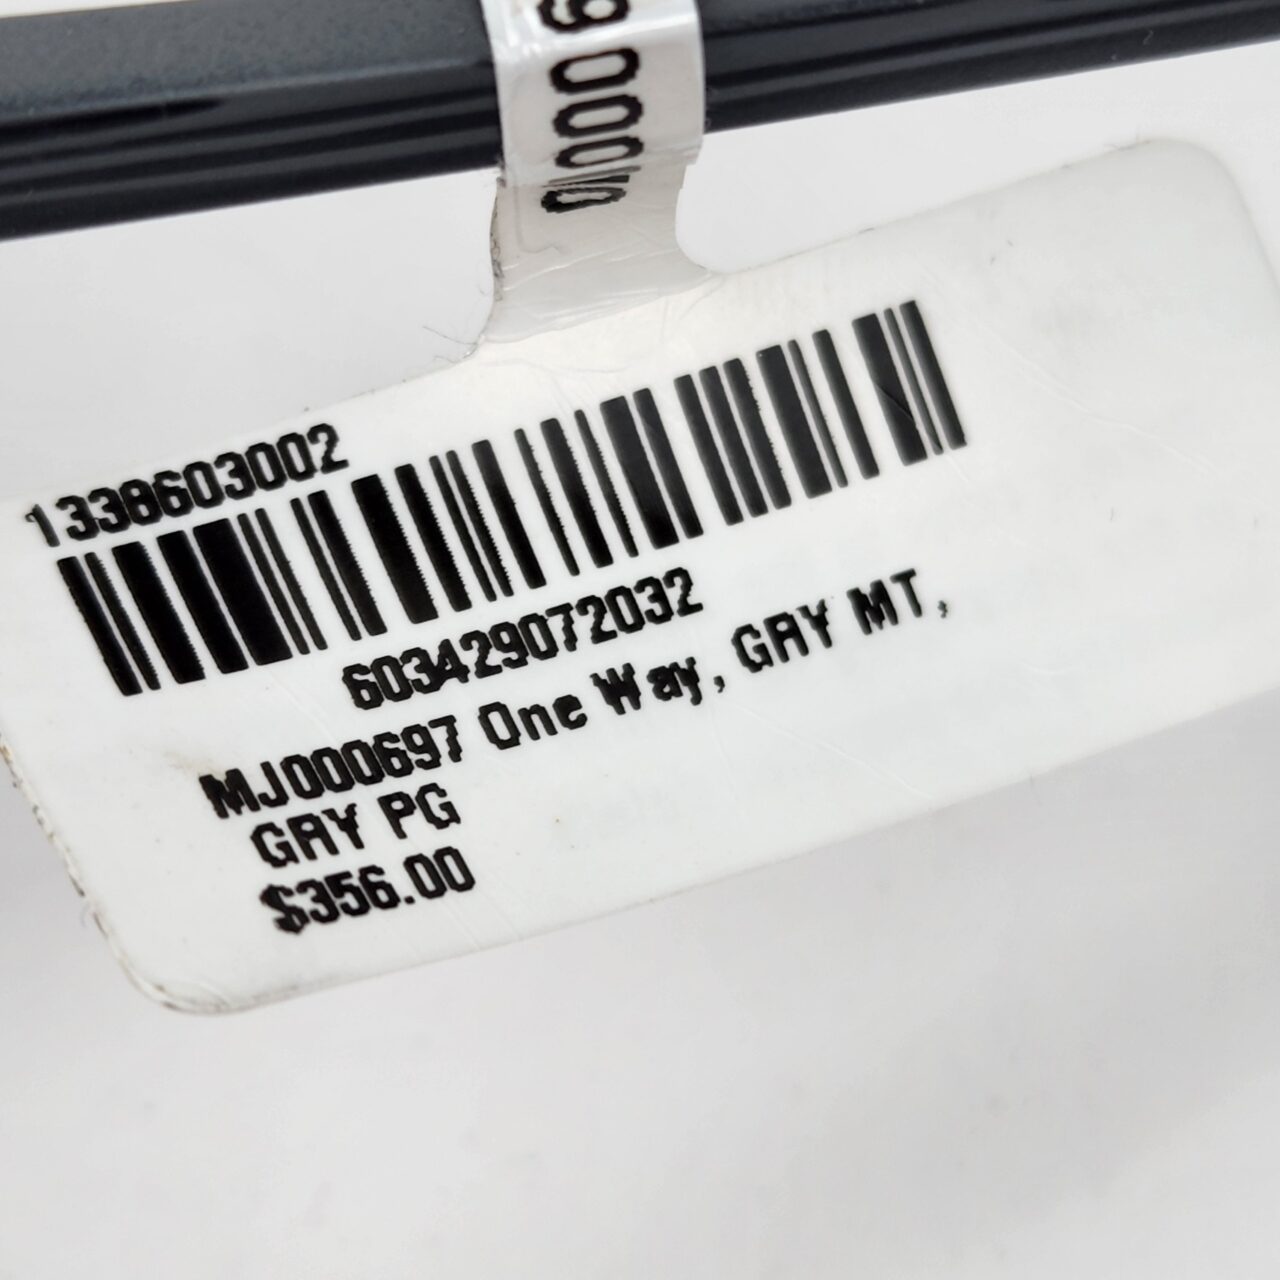 1338603002
603429072032
MJ000697 One Way, GRY MT,
GRY PG
$356.00